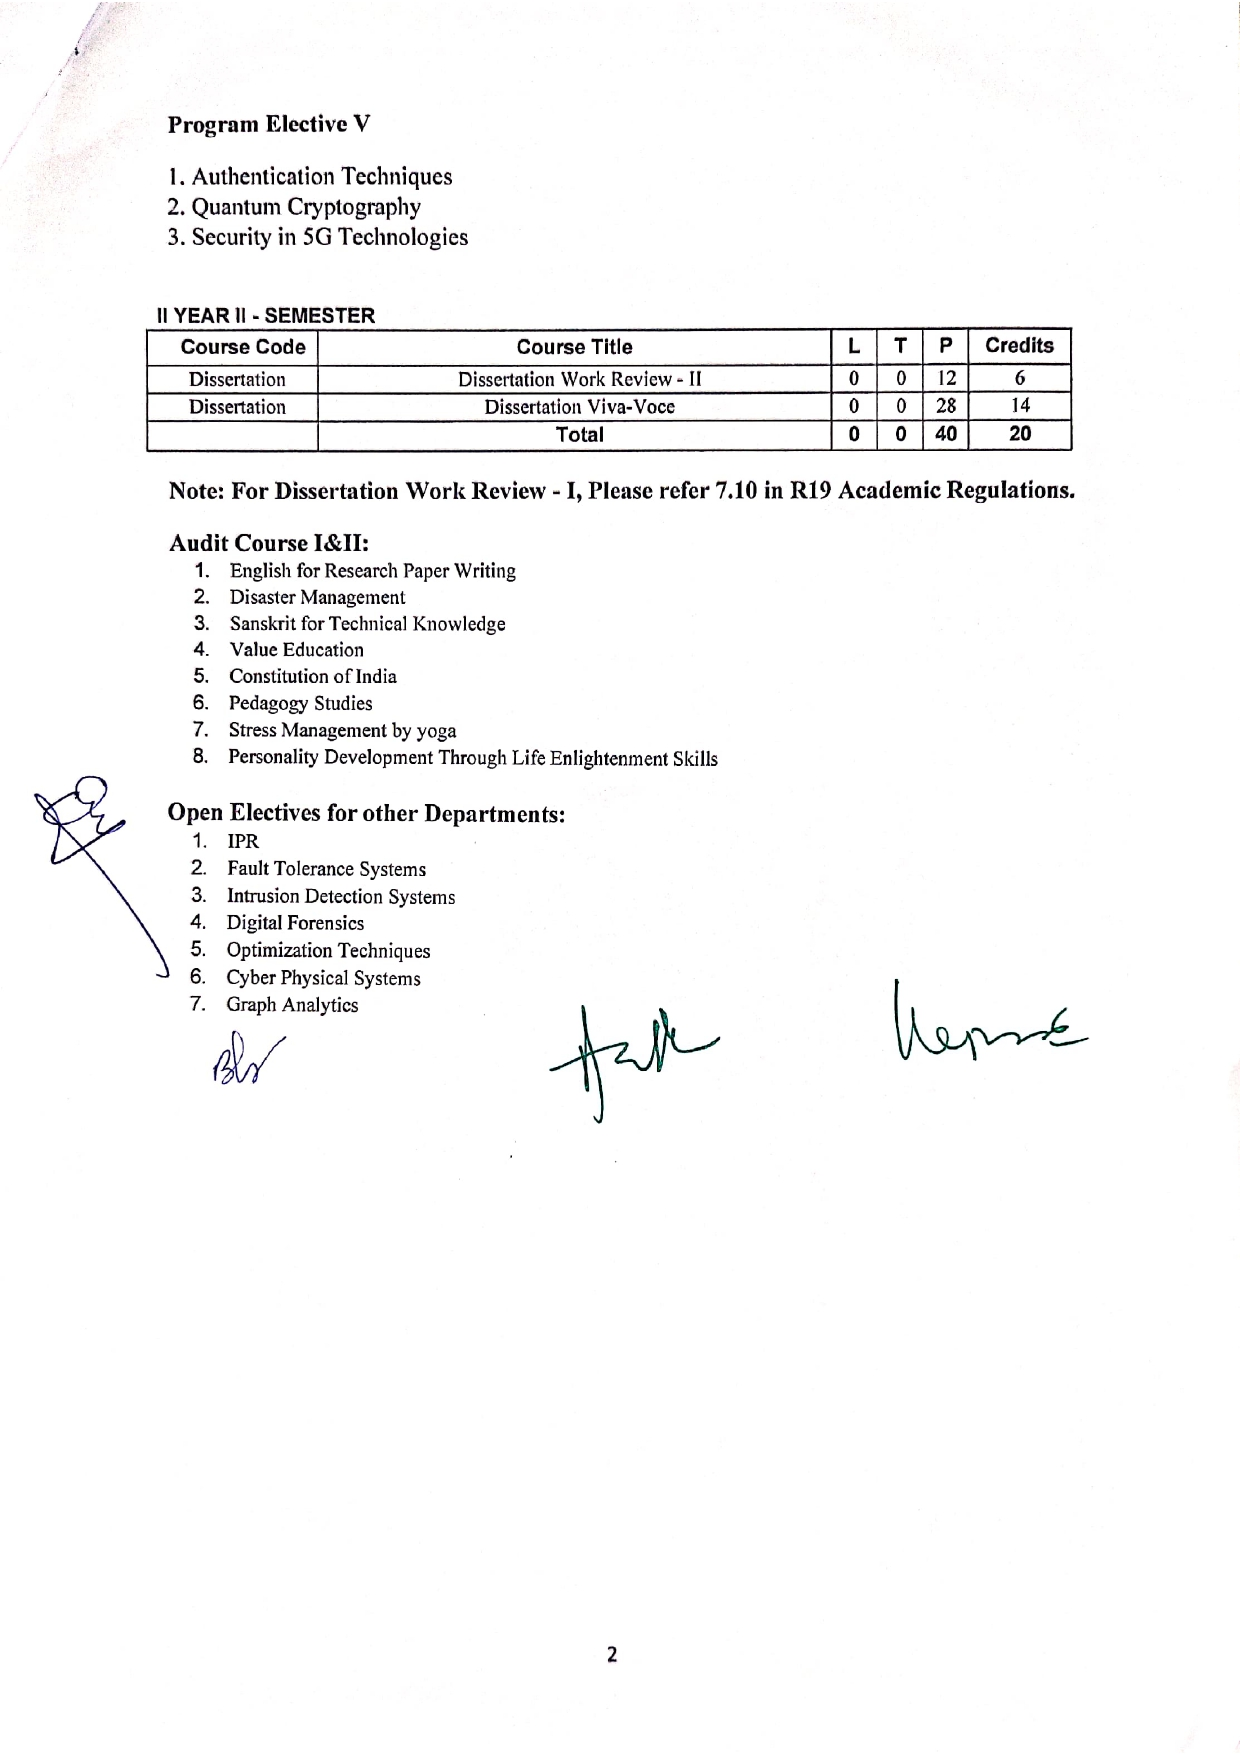 Program Elective V
1. Authentication Techniques
2. Quantum Cryptography
3. Security in 5G Technologies
II YEAR II - SEMESTER
Course Code Course Title L T P Credits
Dissertation Dissertation Work Review - II 0 0 12 6
Dissertation Dissertation Viva-Voce 0 0 28 14
Total 0 0 40 20
Note: For Dissertation Work Review - I, Please refer 7.10 in R19 Academic Regulations.
Audit Course I&II:
1. English for Research Paper Writing
2. Disaster Management
3. Sanskrit for Technical Knowledge
4. Value Education
5. Constitution of India
6. Pedagogy Studies
7. Stress Management by yoga
8. Personality Development Through Life Enlightenment Skills
Open Electives for other Departments:
1. IPR
2. Fault Tolerance Systems
3. Intrusion Detection Systems
4. Digital Forensics
5. Optimization Techniques
6. Cyber Physical Systems
7. Graph Analytics
2